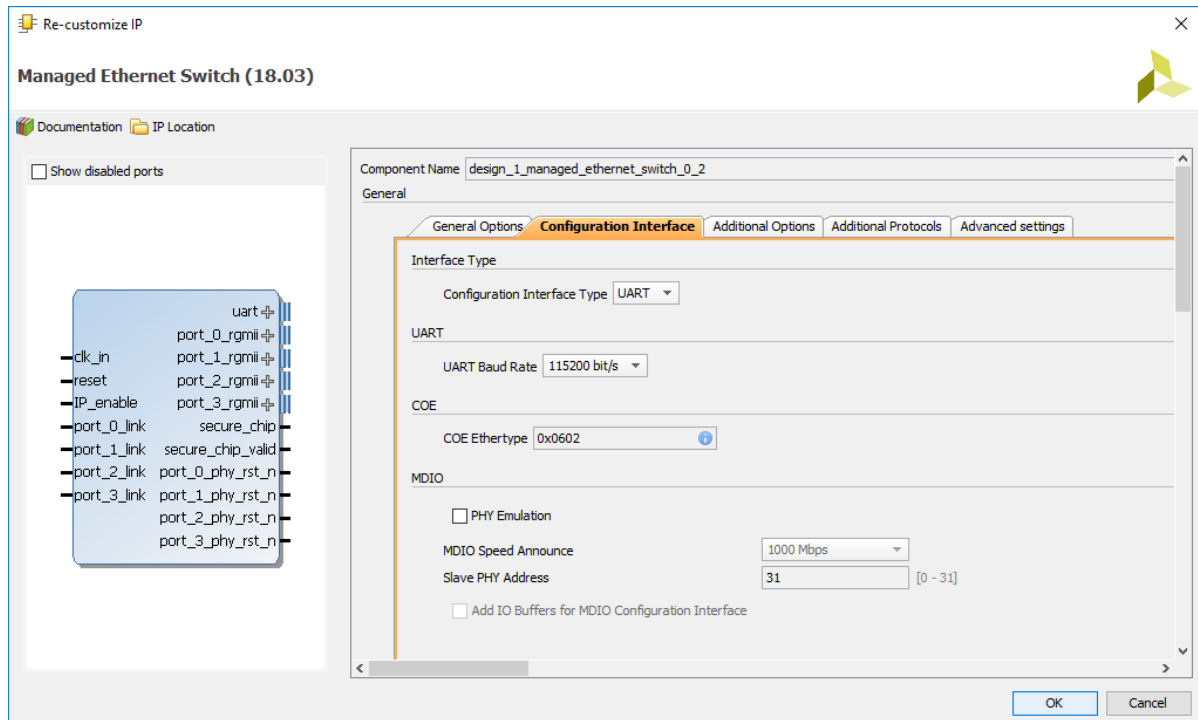 Re-customize IP
Managed Ethernet Switch (18.03)
Documentation IP Location
Show disabled ports
uart
port_0_rgmii
clk_in port_1_rgmii
reset port_2_rgmii
IP_enable port_3_rgmii
port_0_link secure_chip
port_1_link secure_chip_valid
port_2_link port_0_phy_rst_n
port_3_link port_1_phy_rst_n
port_2_phy_rst_n
port_3_phy_rst_n
Component Name design_1_managed_ethernet_switch_0_2
General
General Options Configuration Interface Additional Options Additional Protocols Advanced settings
Interface Type
Configuration Interface Type UART
UART
UART Baud Rate 115200 bit/s
COE
COE Ethertype 0x0602
MDIO
PHY Emulation
MDIO Speed Announce 1000 Mbps
Slave PHY Address 31 [0 - 31]
Add IO Buffers for MDIO Configuration Interface
OK Cancel